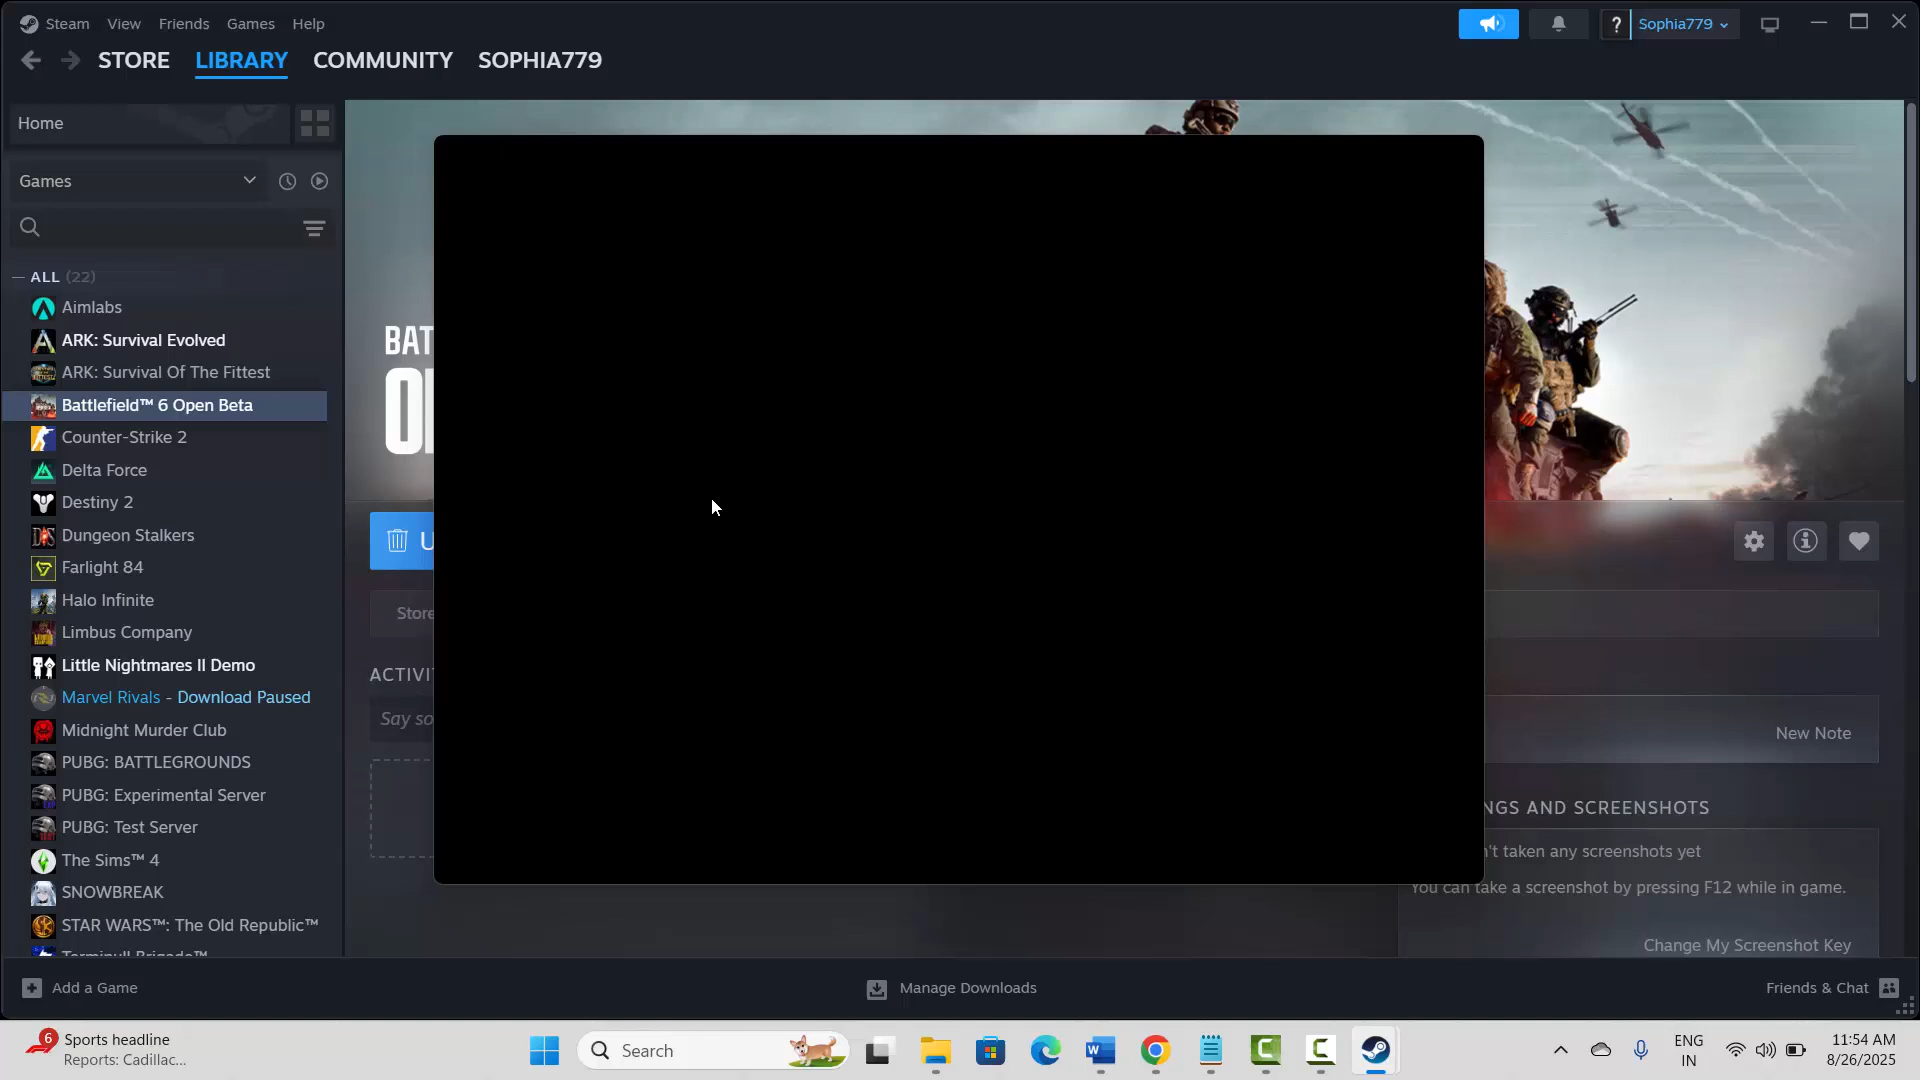 Steam View Friends Games Help
Sophia779
STORE LIBRARY COMMUNITY SOPHIA779
Home
Games
ALL (22)
Aimlabs
ARK: Survival Evolved
ARK: Survival Of The Fittest
Battlefield™ 6 Open Beta
Counter-Strike 2
Delta Force
Destiny 2
Dungeon Stalkers
Farlight 84
Halo Infinite
Limbus Company
Little Nightmares II Demo
Marvel Rivals - Download Paused
Midnight Murder Club
PUBG: BATTLEGROUNDS
PUBG: Experimental Server
PUBG: Test Server
The Sims™ 4
SNOWBREAK
STAR WARS™: The Old Republic™
BAT
U
Store
ACTIVI
Say so
New Note
NGS AND SCREENSHOTS
't taken any screenshots yet
You can take a screenshot by pressing F12 while in game.
Change My Screenshot Key
Add a Game
Manage Downloads
Friends & Chat
6
Sports headline
Reports: Cadillac...
Search
ENG
IN
11:54 AM
8/26/2025